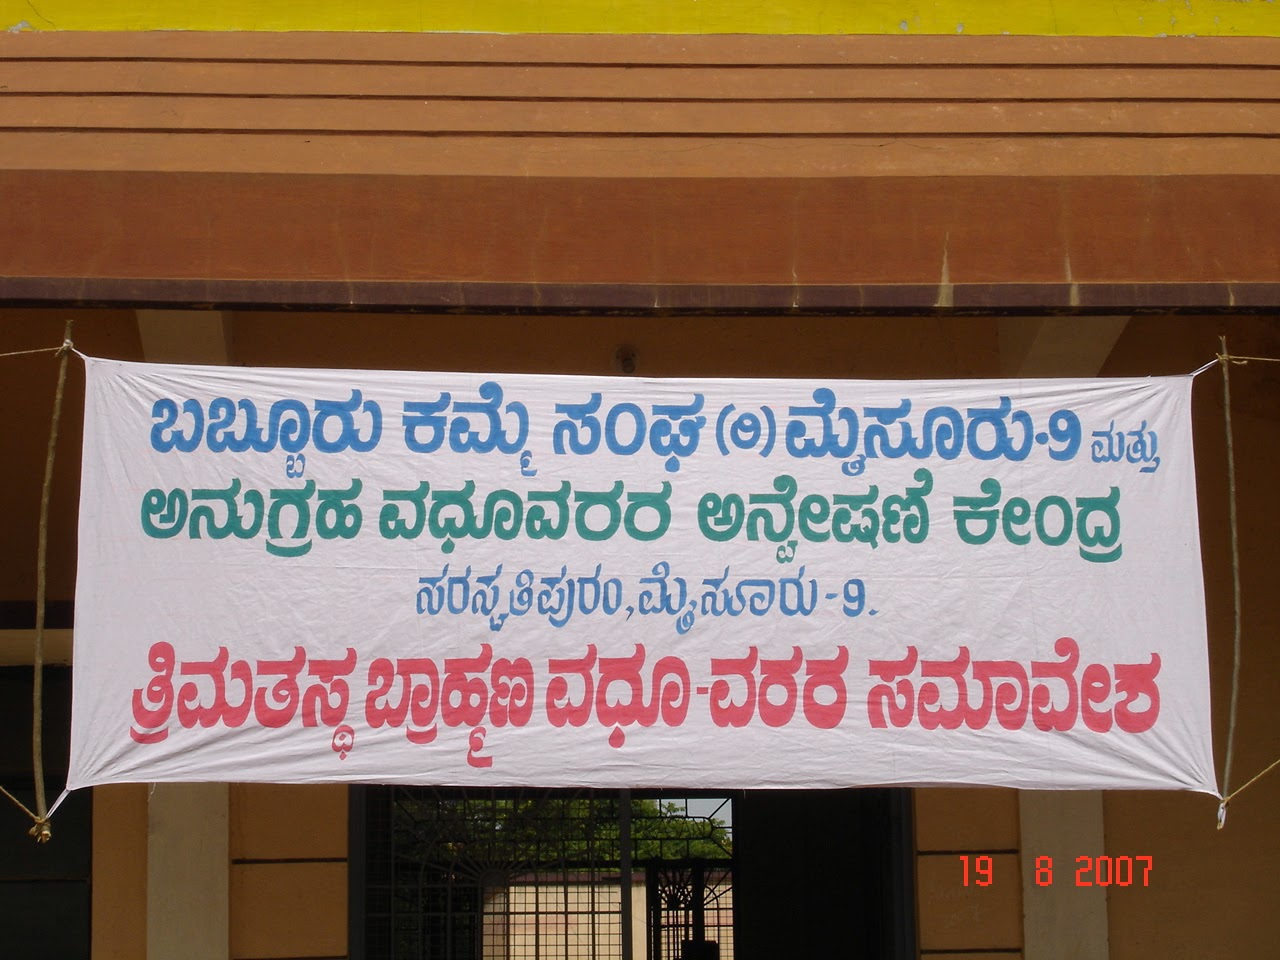 ಬಬ್ಬೂರು ಕಮ್ಮೆ ಸಂಘ (ರಿ) ಮೈಸೂರು-9 ಮತ್ತು
ಅನುಗ್ರಹ ವಧೂವರರ ಅನ್ವೇಷಣೆ ಕೇಂದ್ರ
ಸರಸ್ವತಿಪುರಂ, ಮೈಸೂರು - 9.
ತ್ರಿಮತಸ್ಥ ಬ್ರಾಹ್ಮಣ ವಧೂ-ವರರ ಸಮಾವೇಶ
19 8 2007